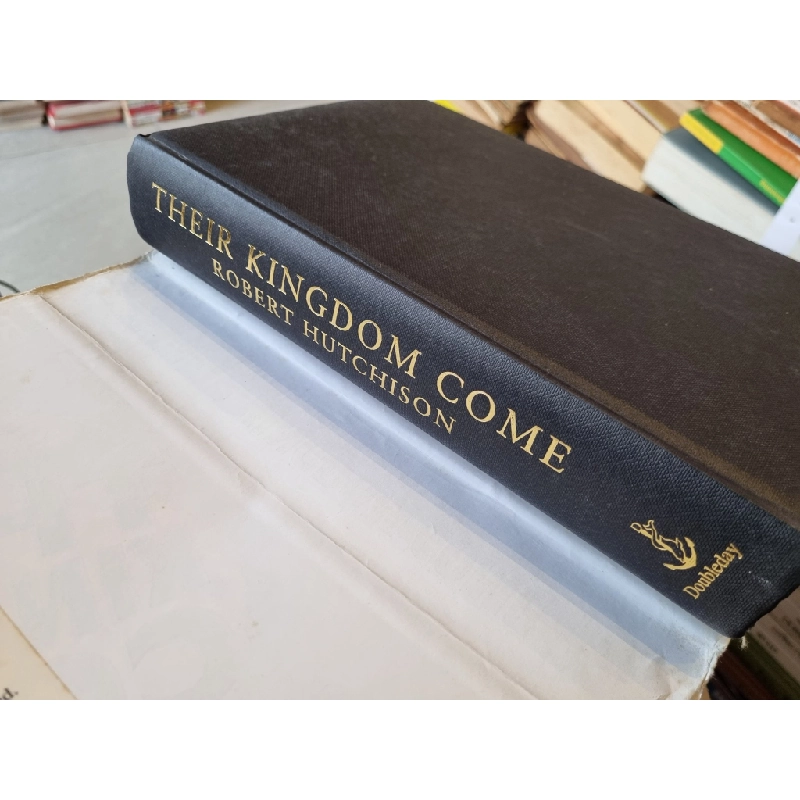 THEIR KINGDOM COME
ROBERT HUTCHISON
Doubleday